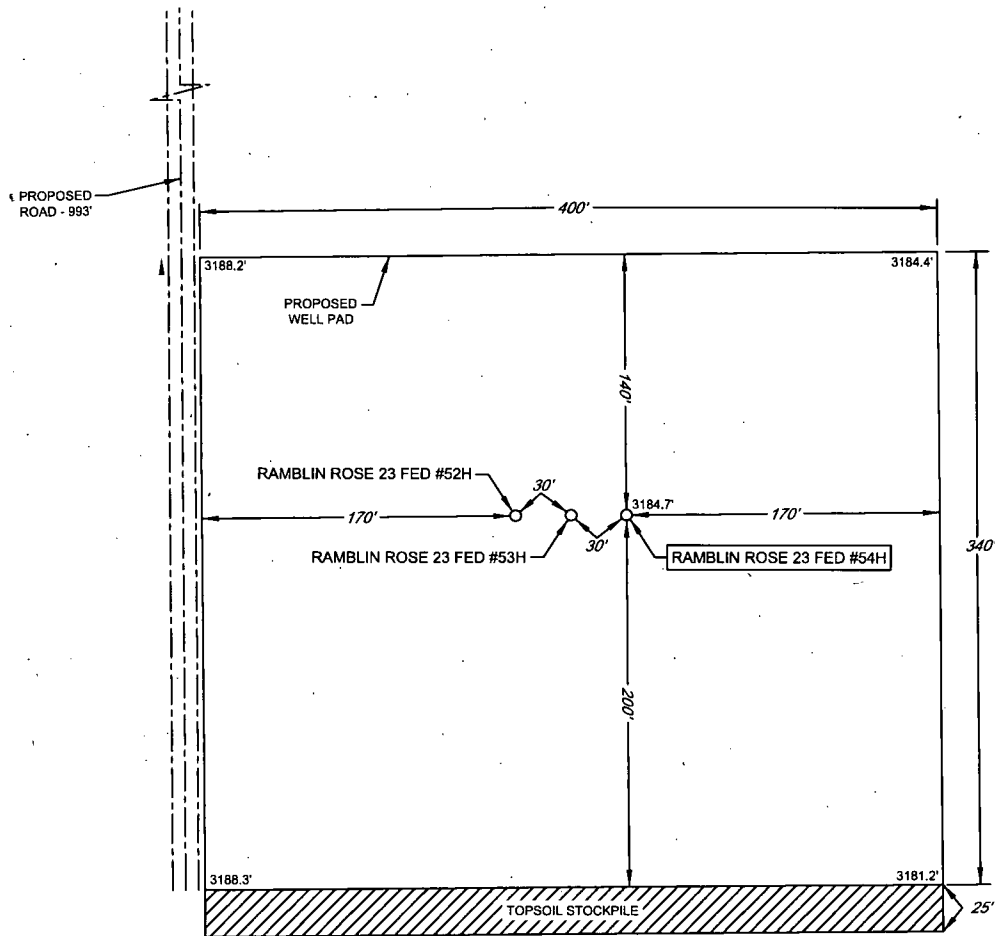 ℄ PROPOSED
ROAD - 993'
400'
3188.2'
3184.4'
PROPOSED
WELL PAD
140'
RAMBLIN ROSE 23 FED #52H
30'
3184.7'
170'
170'
340'
RAMBLIN ROSE 23 FED #53H
30'
RAMBLIN ROSE 23 FED #54H
200'
3188.3'
3181.2'
TOPSOIL STOCKPILE
25'